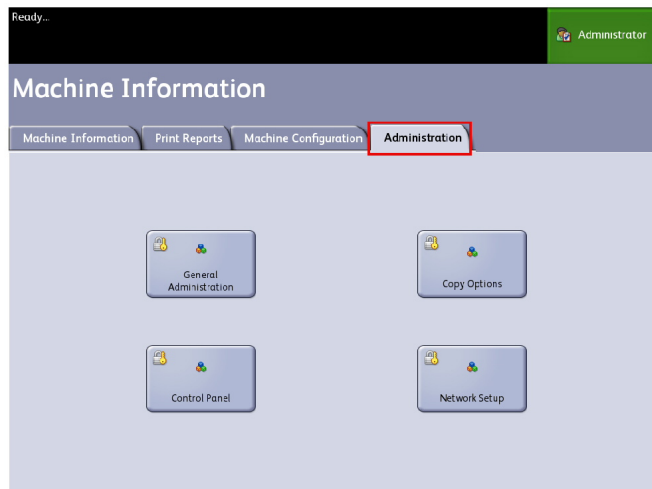 Ready...
Administrator
Machine Information
Machine Information
Print Reports
Machine Configuration
Administration
General
Administration
Copy Options
Control Panel
Network Setup